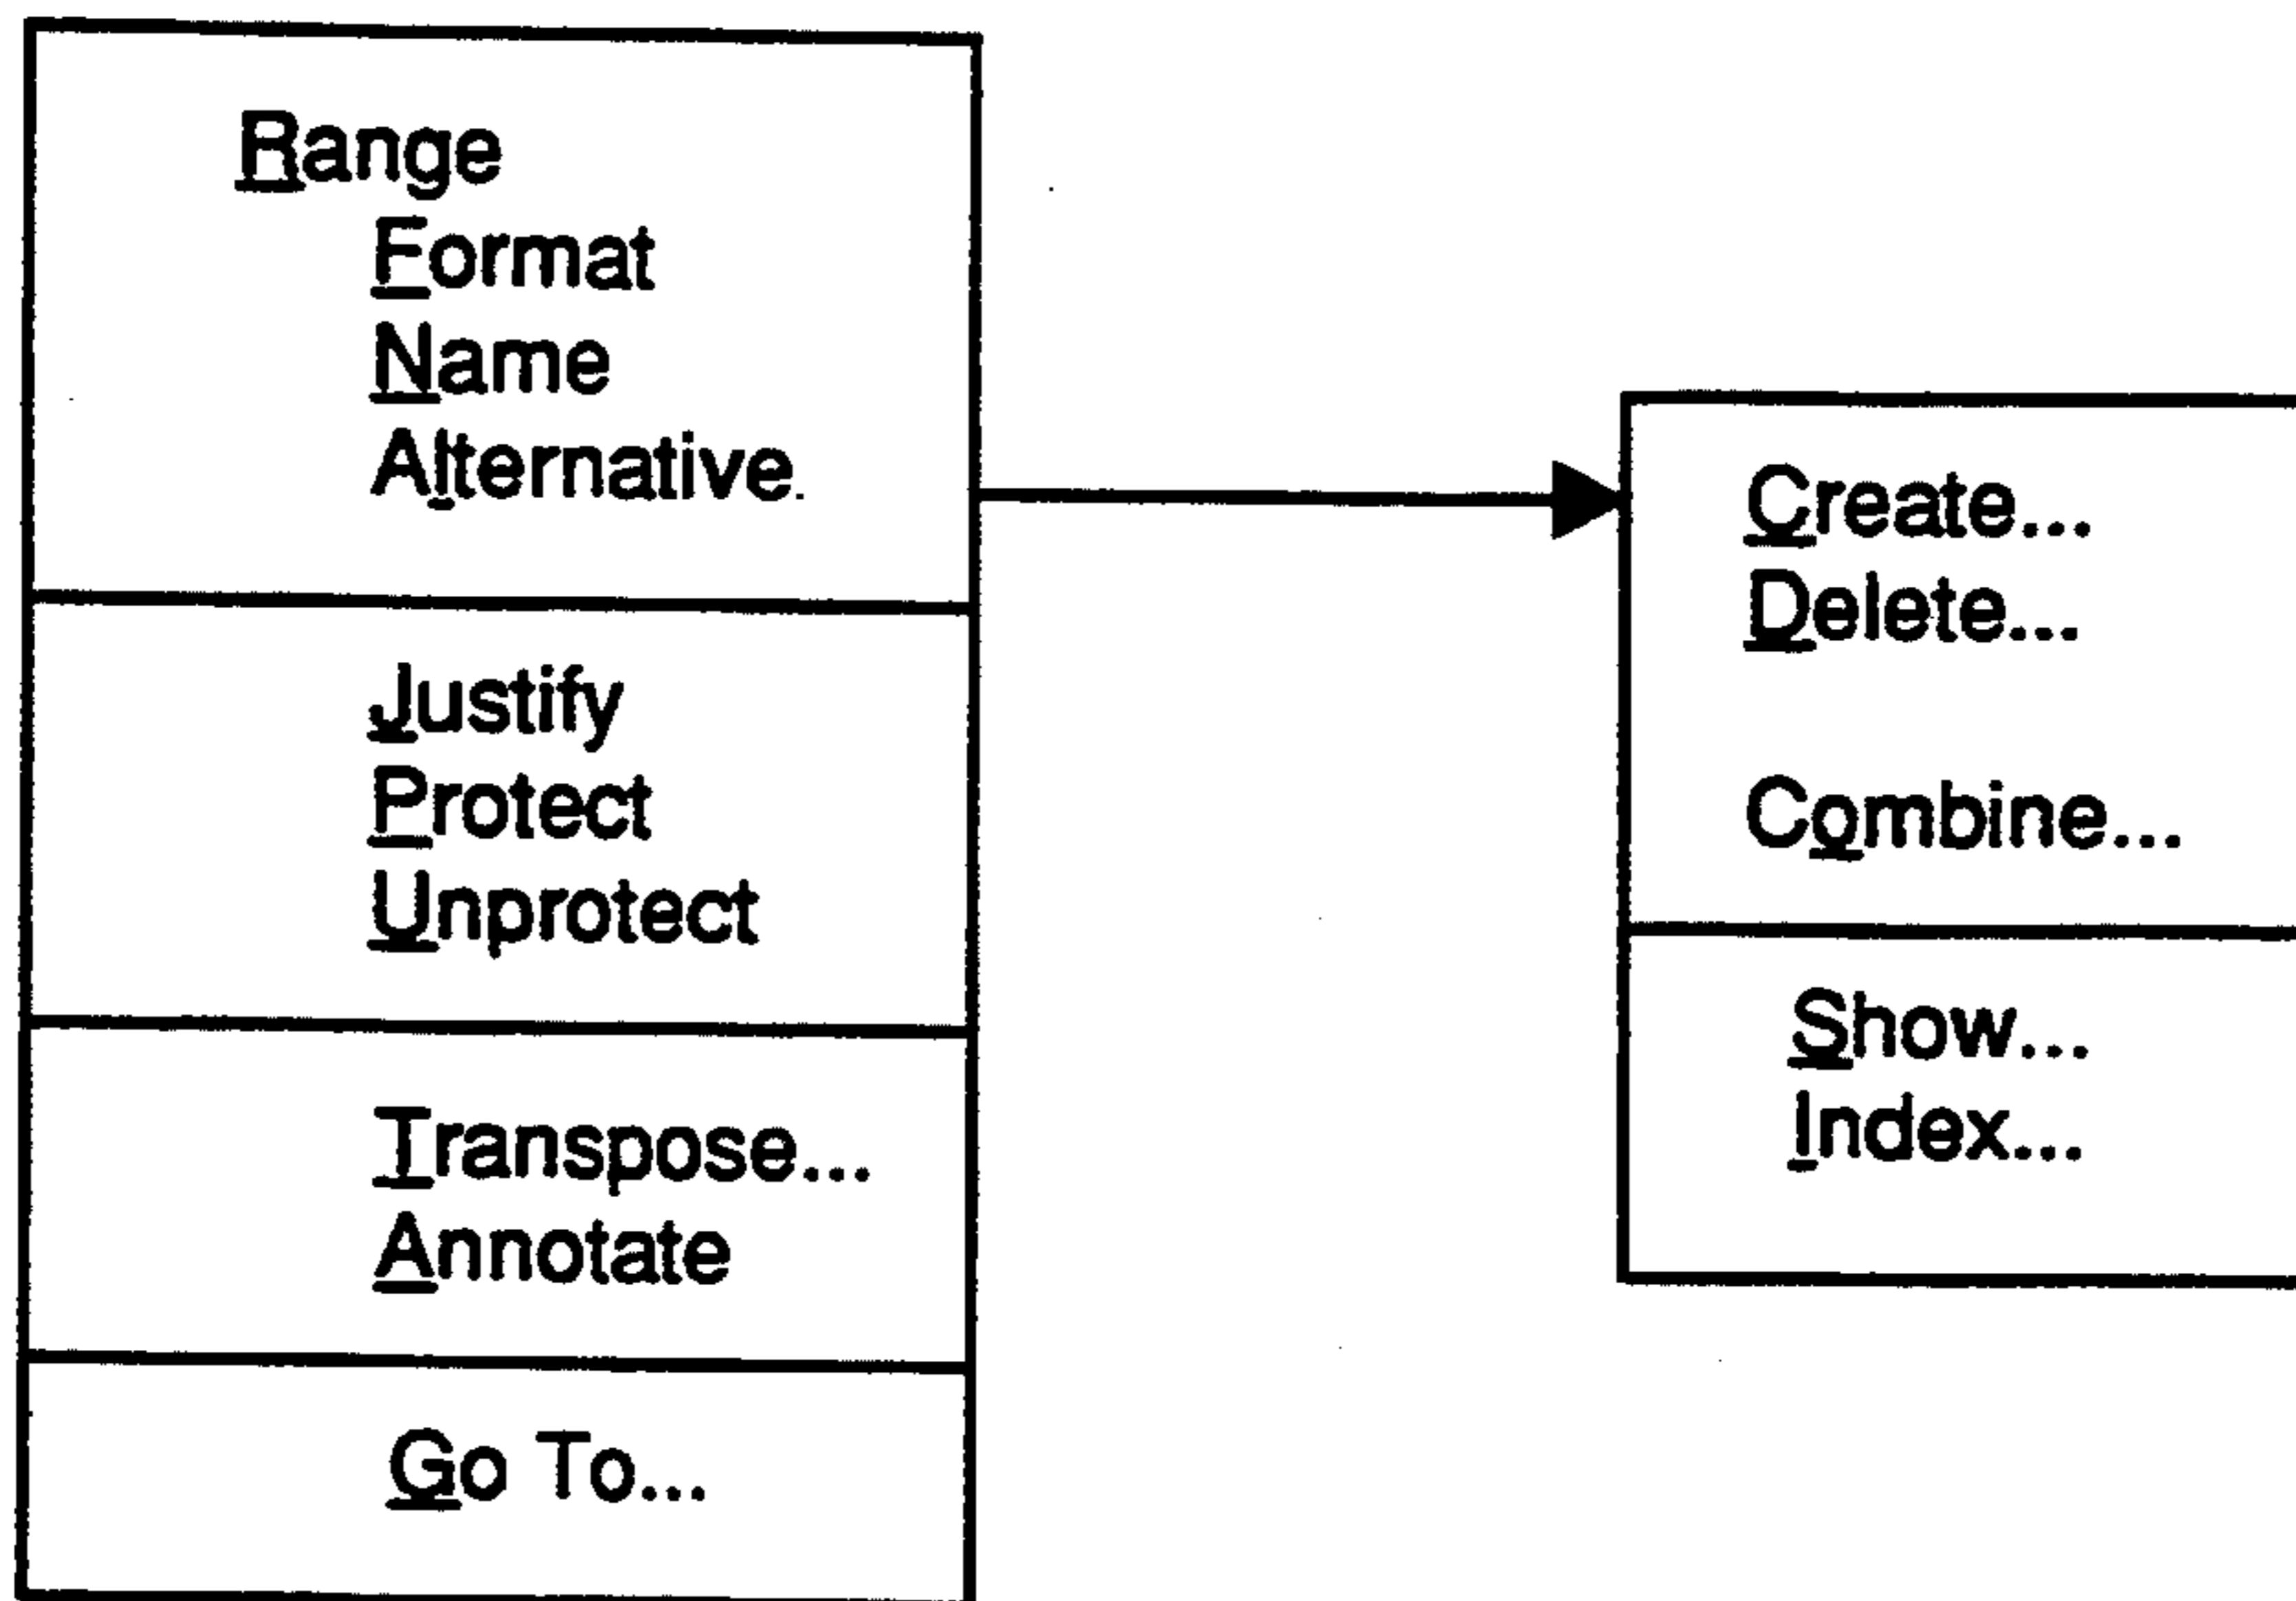 Range
Format
Name
Alternative.
Justify
Protect
Unprotect
Transpose...
Annotate
Go To...
Create...
Delete...
Combine...
Show...
Index...